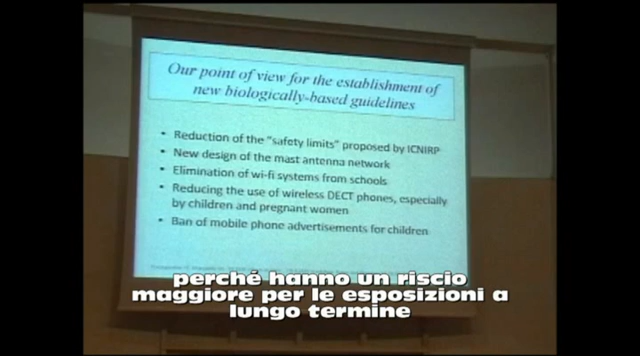 Our point of view for the establishment of
new biologically-based guidelines
• Reduction of the "safety limits" proposed by ICNIRP
• New design of the mast antenna network
• Elimination of wi-fi systems from schools
• Reducing the use of wireless DECT phones, especially
by children and pregnant women
• Ban of mobile phone advertisements for children
perché hanno un riscio
maggiore per le esposizioni a
lungo termine